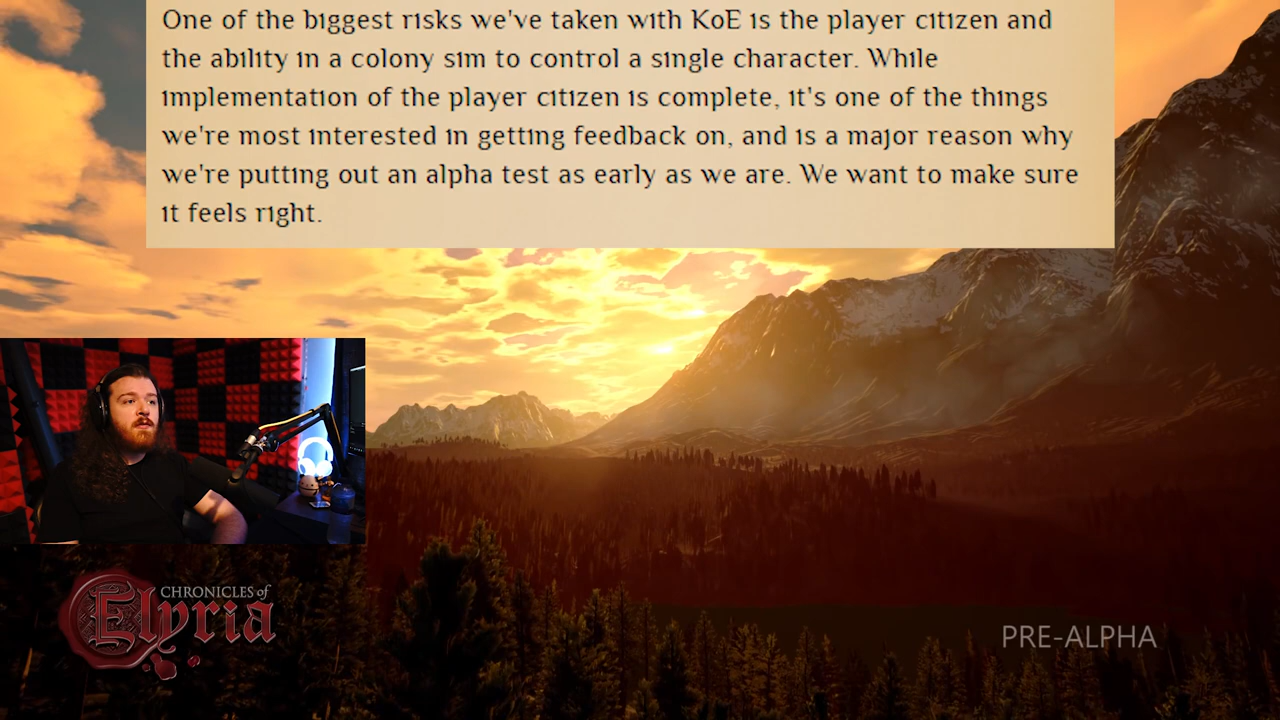 One of the biggest risks we've taken with KoE is the player citizen and
the ability in a colony sim to control a single character. While
implementation of the player citizen is complete, it's one of the things
we're most interested in getting feedback on, and is a major reason why
we're putting out an alpha test as early as we are. We want to make sure
it feels right.
CHRONICLES of
Elyria
PRE-ALPHA